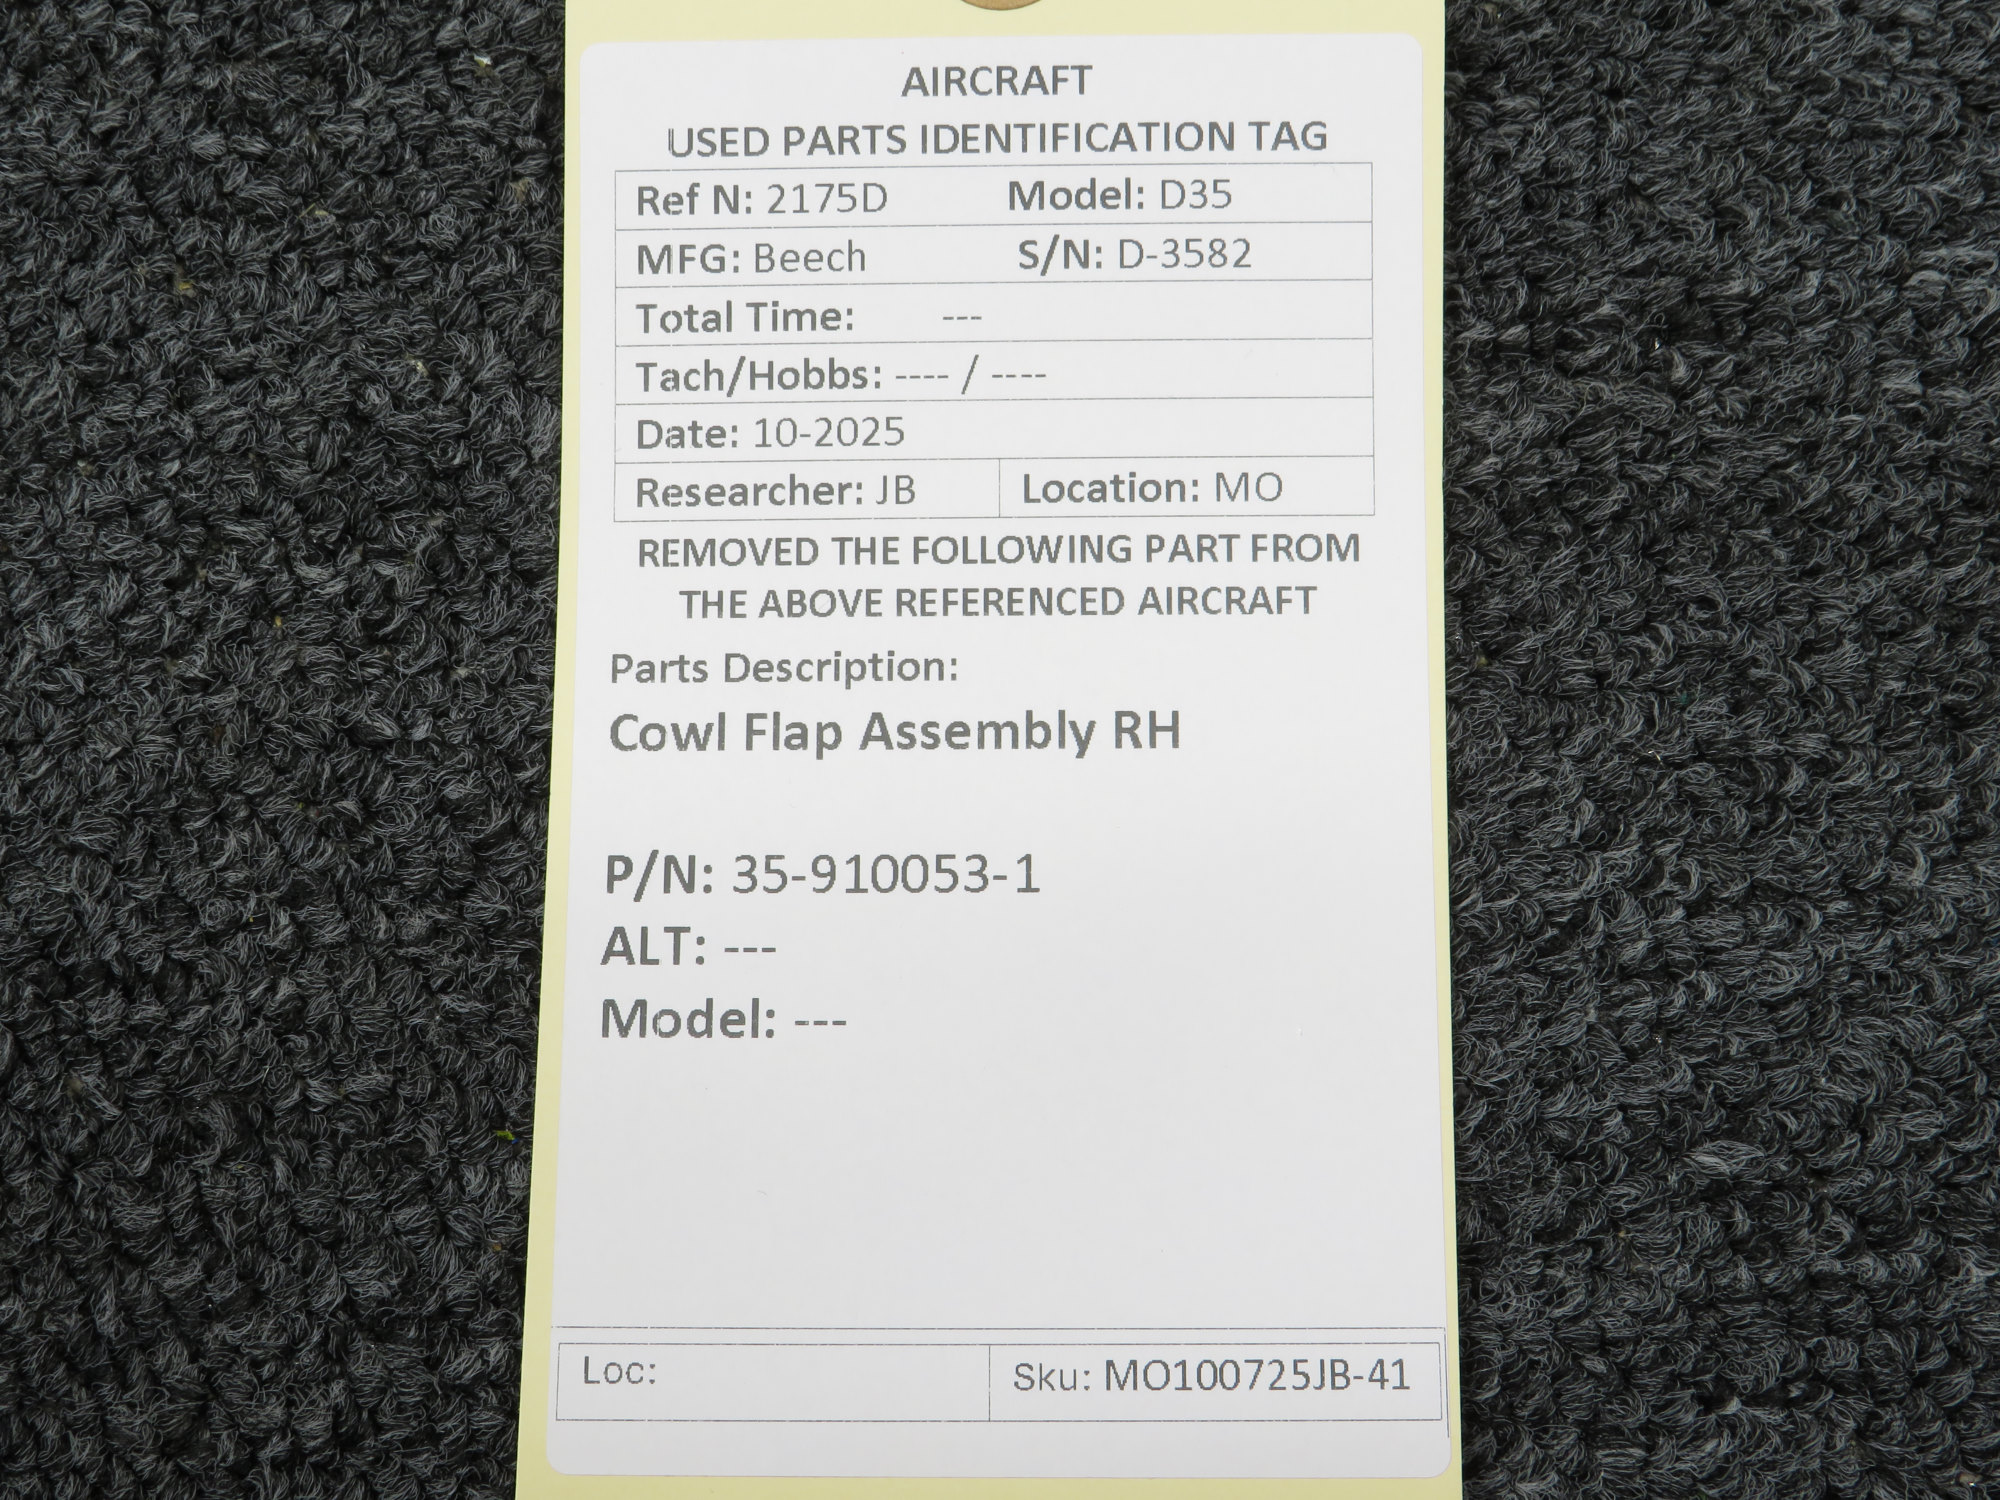 AIRCRAFT
USED PARTS IDENTIFICATION TAG
Ref N: 2175D Model: D35
MFG: Beech S/N: D-3582
Total Time: ---
Tach/Hobbs: ---- / ----
Date: 10-2025
Researcher: JB Location: MO
REMOVED THE FOLLOWING PART FROM
THE ABOVE REFERENCED AIRCRAFT
Parts Description:
Cowl Flap Assembly RH
P/N: 35-910053-1
ALT: ---
Model: ---
Loc: Sku: MO100725JB-41